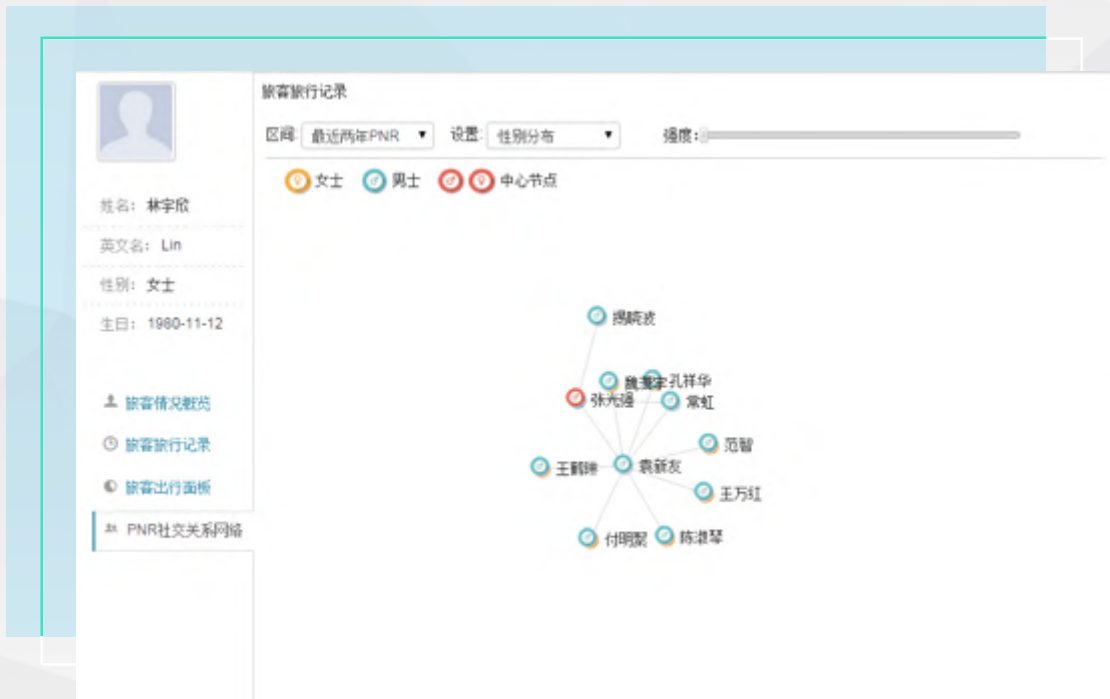 旅客旅行记录
区间: 最近两年PNR 设置: 性别分布 强度:
女士 男士 中心节点
姓名: 林宇欣
英文名: Lin
性别: 女士
生日: 1980-11-12
旅客情况概览
旅客旅行记录
旅客出行面板
PNR社交关系网络
孔祥华
张光强
常虹
范智
袁新友
王万红
陈淑琴